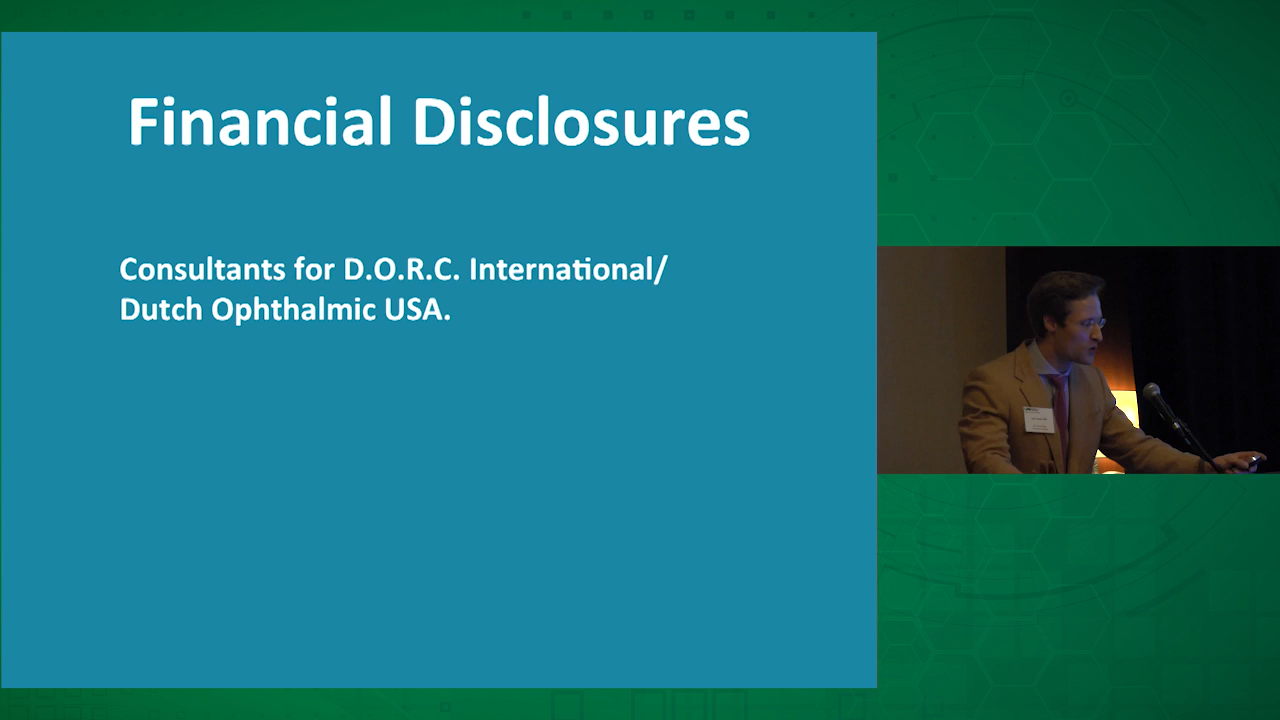 Financial Disclosures
Consultants for D.O.R.C. International/
Dutch Ophthalmic USA.